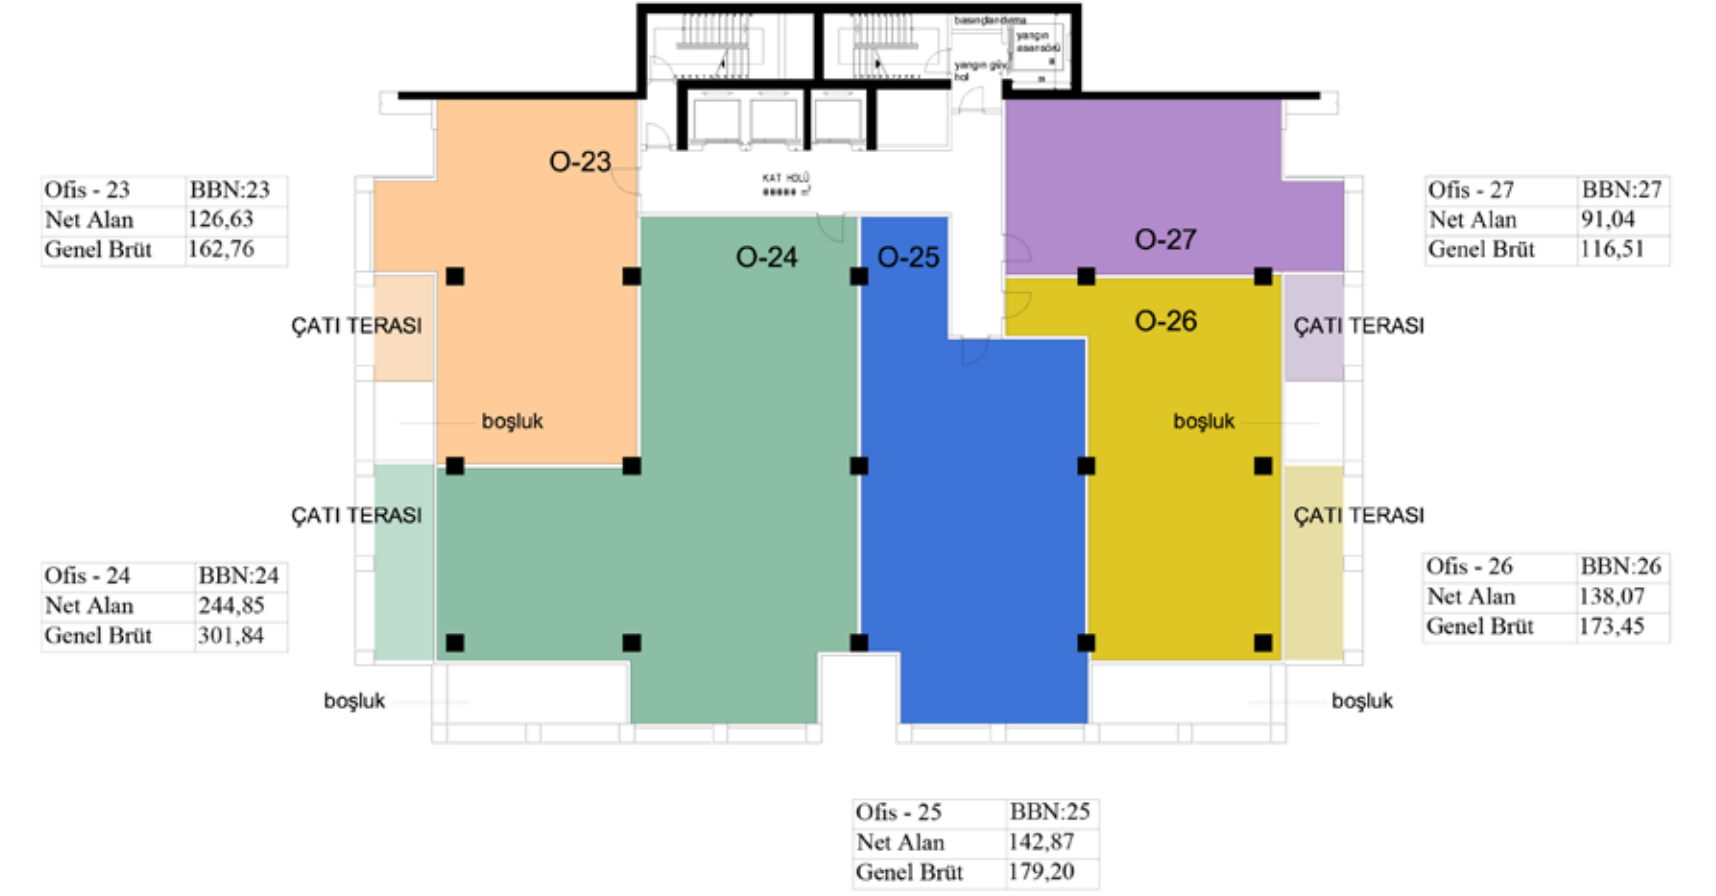 basınçlandırma
yangın
asansörü
yangın güv.
hol
O-23
KAT HOLÜ
m²
Ofis - 23 BBN:23
Net Alan 126,63
Genel Brüt 162,76
Ofis - 27 BBN:27
Net Alan 91,04
Genel Brüt 116,51
O-24
O-25
O-27
O-26
ÇATI TERASI
ÇATI TERASI
boşluk
boşluk
ÇATI TERASI
ÇATI TERASI
Ofis - 24 BBN:24
Net Alan 244,85
Genel Brüt 301,84
Ofis - 26 BBN:26
Net Alan 138,07
Genel Brüt 173,45
boşluk
boşluk
Ofis - 25 BBN:25
Net Alan 142,87
Genel Brüt 179,20